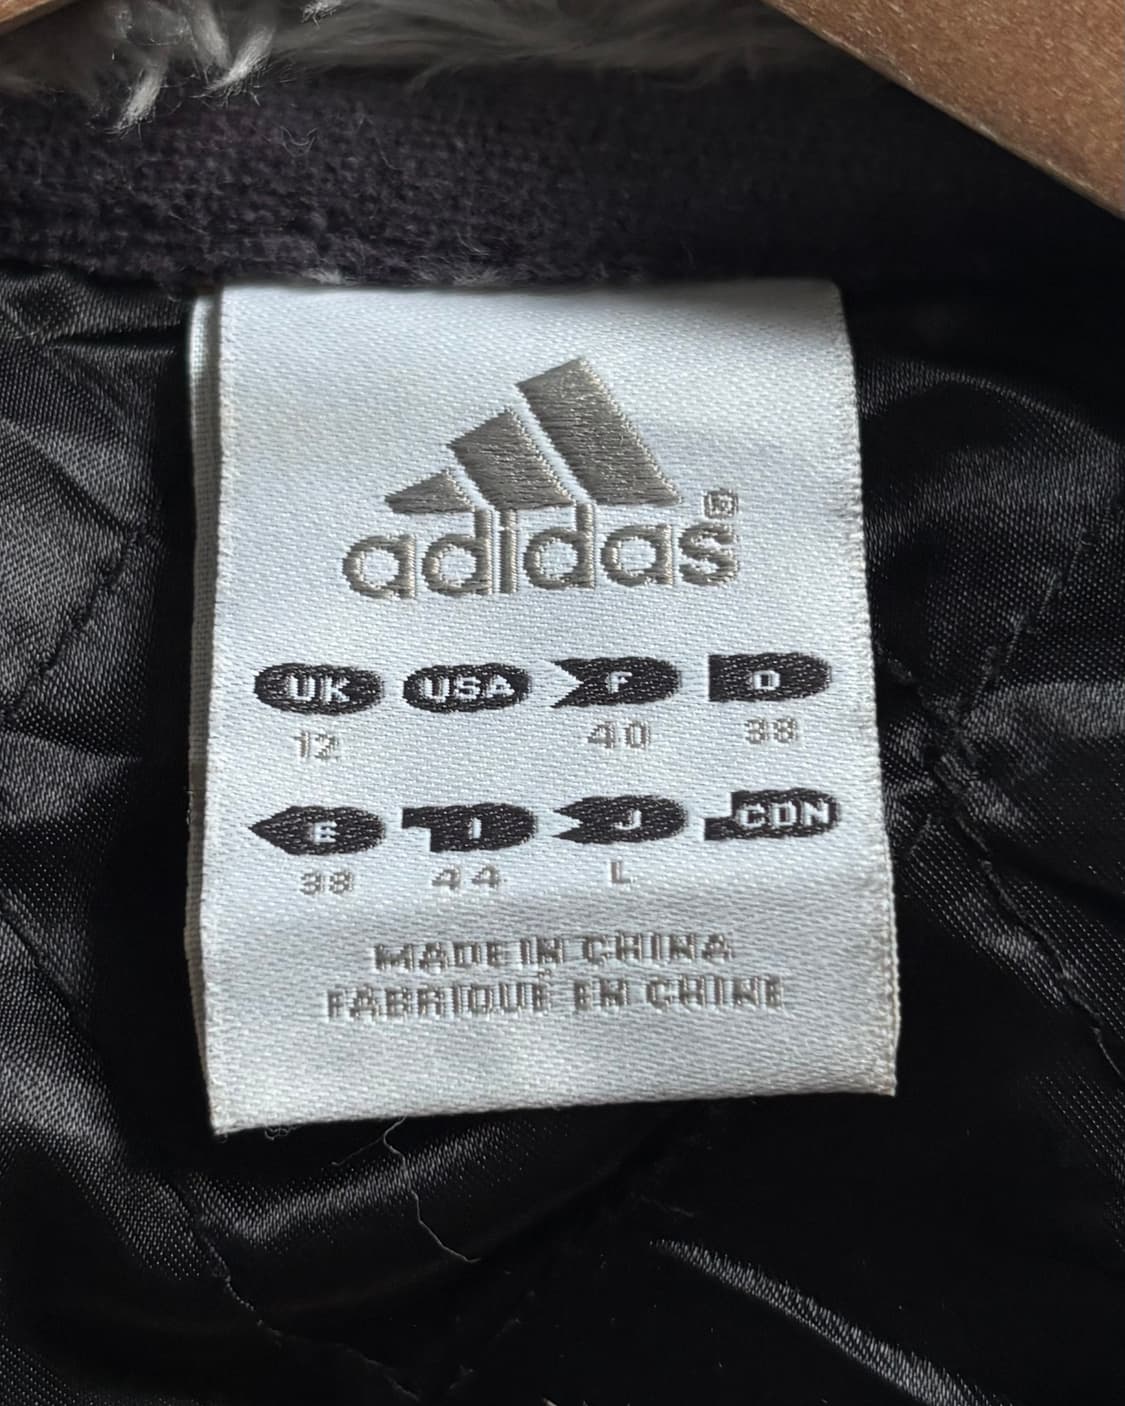 adidas®
UK USA F D
12 40 38
E I J CDN
38 44 L
MADE IN CHINA
FABRIQUÉ EN CHINE